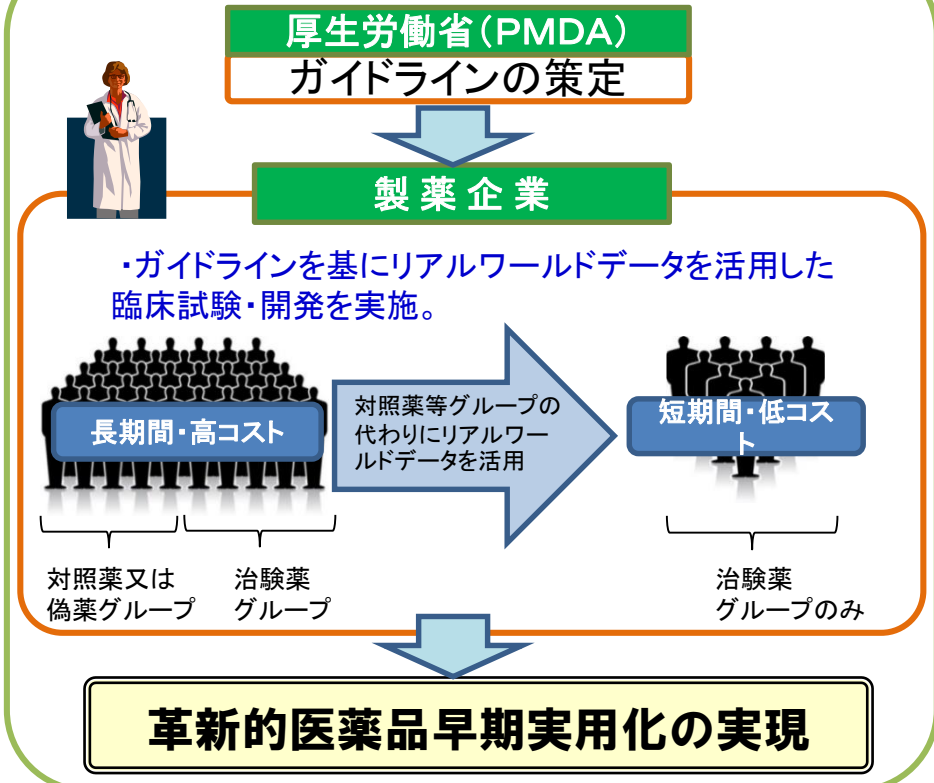 厚生労働省(PMDA)
ガイドラインの策定
製薬企業
・ガイドラインを基にリアルワールドデータを活用した
臨床試験・開発を実施。
長期間・高コスト
対照薬等グループの
代わりにリアルワー
ルドデータを活用
短期間・低コス
ト
対照薬又は
偽薬グループ
治験薬
グループ
治験薬
グループのみ
革新的医薬品早期実用化の実現